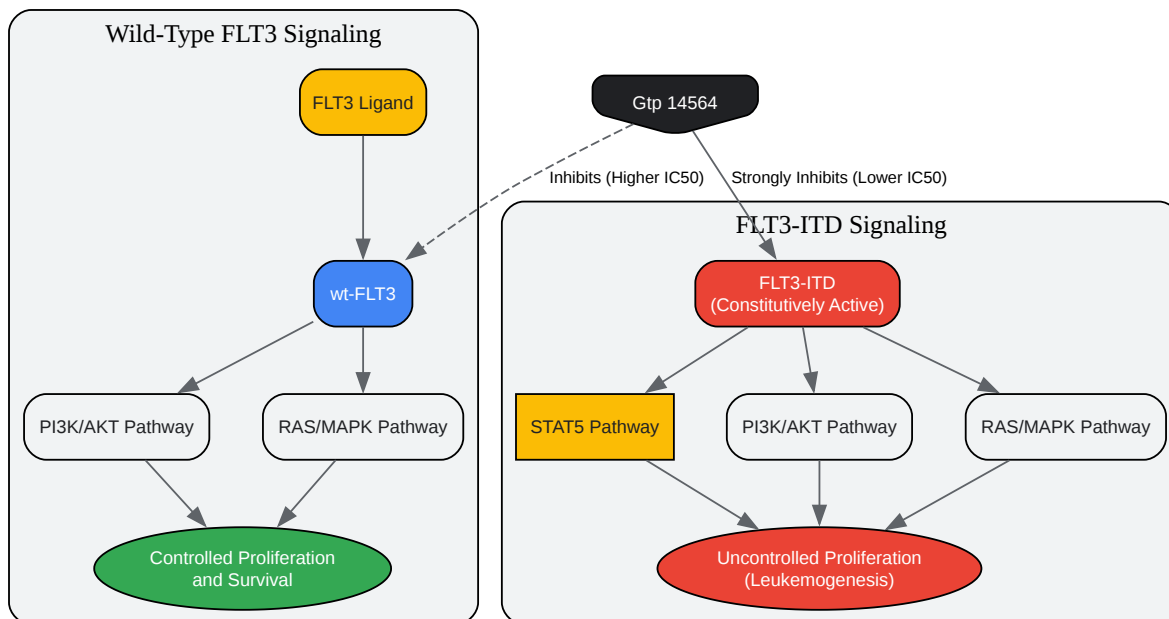 Wild-Type FLT3 Signaling
FLT3 Ligand
Gtp 14564
Inhibits (Higher IC50)
Strongly Inhibits (Lower IC50)
FLT3-ITD Signaling
wt-FLT3
FLT3-ITD
(Constitutively Active)
PI3K/AKT Pathway
RAS/MAPK Pathway
STAT5 Pathway
PI3K/AKT Pathway
RAS/MAPK Pathway
Controlled Proliferation
and Survival
Uncontrolled Proliferation
(Leukemogenesis)